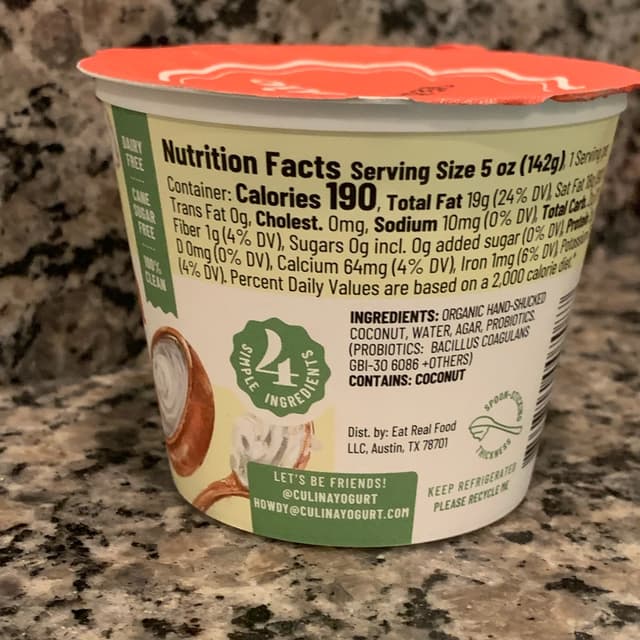 DAIRY
FREE
CANE
SUGAR
FREE
100%
CLEAN
Nutrition Facts Serving Size 5 oz (142g), 1 Serving
Container: Calories 190, Total Fat 19g (24% DV), Sat Fat
Trans Fat 0g, Cholest. 0mg, Sodium 10mg (0% DV), Total Carb.
Fiber 1g (4% DV), Sugars 0g incl. 0g added sugar (0% DV),
D 0mg (0% DV), Calcium 64mg (4% DV), Iron 1mg (6% DV),
(4% DV). Percent Daily Values are based on a 2,000 calorie diet.
4
SIMPLE INGREDIENTS
INGREDIENTS: ORGANIC HAND-SHUCKED
COCONUT, WATER, AGAR, PROBIOTICS.
(PROBIOTICS: BACILLUS COAGULANS
GBI-30 6086 +OTHERS)
CONTAINS: COCONUT
Dist. by: Eat Real Food
LLC, Austin, TX 78701
THICKNESS
LET'S BE FRIENDS!
@CULINAYOGURT
HOWDY@CULINAYOGURT.COM
KEEP REFRIGERATED
PLEASE RECYCLE ME